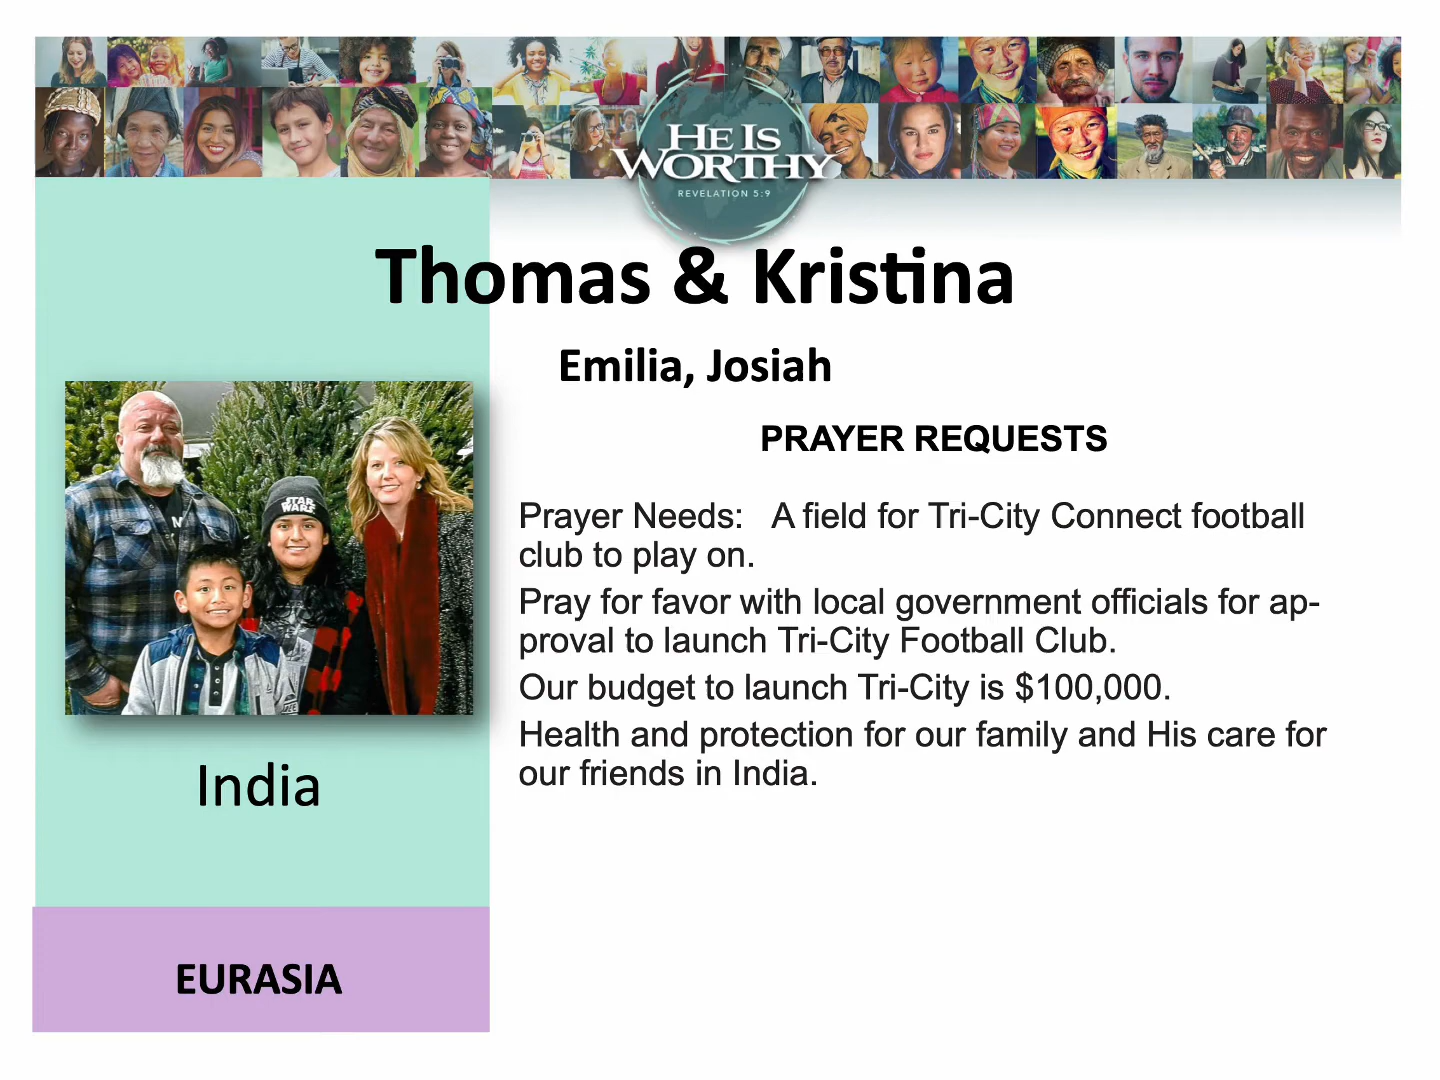 HE IS
WORTHY
REVELATION 5:9
Thomas & Kristina
Emilia, Josiah
PRAYER REQUESTS
STAR
WARS
Prayer Needs:   A field for Tri-City Connect football
club to play on.
Pray for favor with local government officials for ap-
proval to launch Tri-City Football Club.
Our budget to launch Tri-City is $100,000.
Health and protection for our family and His care for
our friends in India.
India
EURASIA